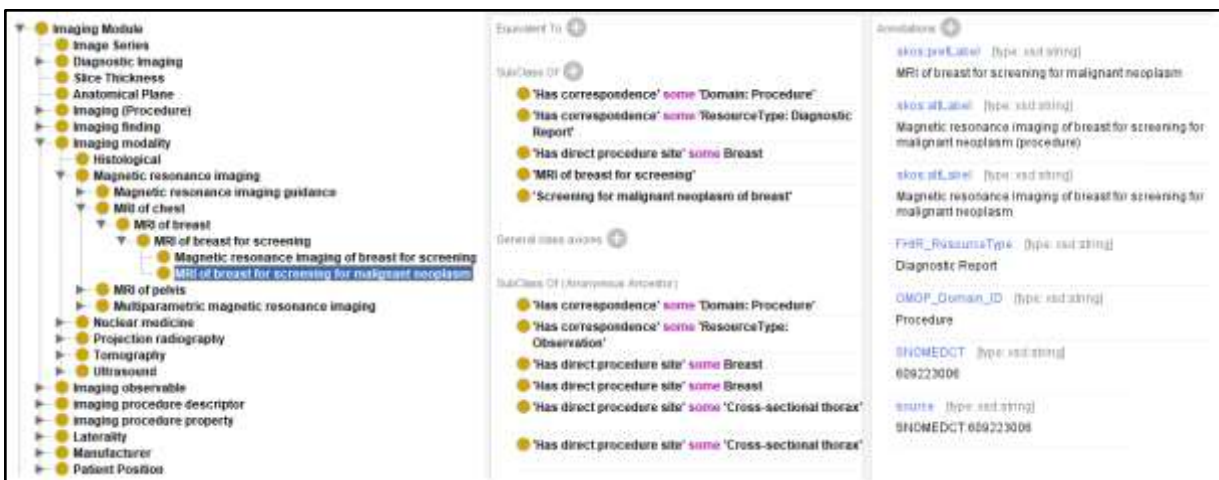 Imaging Module
Image Series
Diagnostic Imaging
Slice Thickness
Anatomical Plane
Imaging (Procedure)
Imaging finding
Imaging modality
Histological
Magnetic resonance imaging
Magnetic resonance imaging guidance
MRI of chest
MRI of breast
MRI of breast for screening
Magnetic resonance imaging of breast for screening
MRI of breast for screening for malignant neoplasm
MRI of pelvis
Multiparametric magnetic resonance imaging
Nuclear medicine
Projection radiography
Tomography
Ultrasound
Imaging observable
imaging procedure descriptor
imaging procedure property
Laterality
Manufacturer
Patient Position
Equivalent To
SubClass Of
'Has correspondence' some 'Domain: Procedure'
'Has correspondence' some 'ResourceType: Diagnostic
Report'
'Has direct procedure site' some Breast
'MRI of breast for screening'
'Screening for malignant neoplasm of breast'
General class axioms
SubClass Of (Anonymous Ancestor)
'Has correspondence' some 'Domain: Procedure'
'Has correspondence' some 'ResourceType:
Observation'
'Has direct procedure site' some Breast
'Has direct procedure site' some Breast
'Has direct procedure site' some 'Cross-sectional thorax'
'Has direct procedure site' some 'Cross-sectional thorax'
Annotations
skos:prefLabel [type: xsd:string]
MRI of breast for screening for malignant neoplasm
skos:altLabel [type: xsd:string]
Magnetic resonance imaging of breast for screening for
malignant neoplasm (procedure)
skos:altLabel [type: xsd:string]
Magnetic resonance imaging of breast for screening for
malignant neoplasm
FHIR_ResourceType [type: xsd:string]
Diagnostic Report
OMOP_Domain_ID [type: xsd:string]
Procedure
SNOMEDCT [type: xsd:string]
609223006
source [type: xsd:string]
SNOMEDCT:609223006